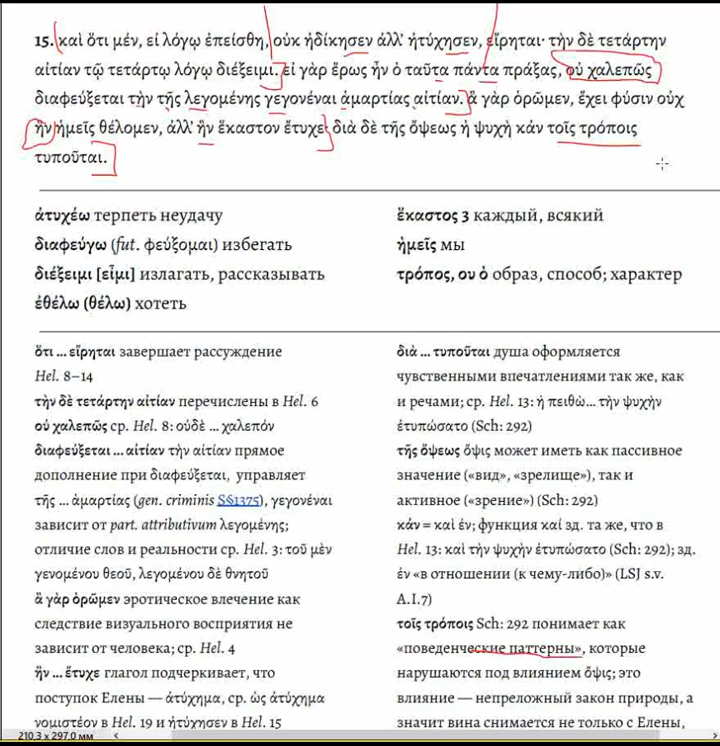 15. καὶ ὅτι μέν, εἰ λόγῳ ἐπείσθη, οὐκ ἠδίκησεν ἀλλ' ἠτύχησεν, εἴρηται· τὴν δὲ τετάρτην
αἰτίαν τῷ τετάρτῳ λόγῳ διέξειμι. εἰ γὰρ ἔρως ἦν ὁ ταῦτα πάντα πράξας, οὐ χαλεπῶς
διαφεύξεται τὴν τῆς λεγομένης γεγονέναι ἁμαρτίας αἰτίαν. ἃ γὰρ ὁρῶμεν, ἔχει φύσιν οὐχ
ἣν ἡμεῖς θέλομεν, ἀλλ' ἣν ἕκαστον ἔτυχε· διὰ δὲ τῆς ὄψεως ἡ ψυχὴ κἀν τοῖς τρόποις
τυποῦται.
ἀτυχέω терпеть неудачу
διαφεύγω (fut. φεύξομαι) избегать
διέξειμι [εἶμι] излагать, рассказывать
ἐθέλω (θέλω) хотеть
ἕκαστος 3 каждый, всякий
ἡμεῖς мы
τρόπος, ου ὁ образ, способ; характер
ὅτι ... εἴρηται завершает рассуждение
Hel. 8–14
τὴν δὲ τετάρτην αἰτίαν перечислены в Hel. 6
οὐ χαλεπῶς ср. Hel. 8: οὐδὲ ... χαλεπόν
διαφεύξεται ... αἰτίαν τὴν αἰτίαν прямое
дополнение при διαφεύξεται, управляет
τῆς ... ἁμαρτίας (gen. criminis S§1375), γεγονέναι
зависит от part. attributivum λεγομένης;
отличие слов и реальности ср. Hel. 3: τοῦ μὲν
γενομένου θεοῦ, λεγομένου δὲ θνητοῦ
ἃ γὰρ ὁρῶμεν эротическое влечение как
следствие визуального восприятия не
зависит от человека; ср. Hel. 4
ἣν ... ἔτυχε глагол подчеркивает, что
поступок Елены — ἀτύχημα, ср. ὡς ἀτύχημα
νομιστέον в Hel. 19 и ἠτύχησεν в Hel. 15
διὰ ... τυποῦται душа оформляется
чувственными впечатлениями так же, как
и речами; ср. Hel. 13: ἡ πειθὼ... τὴν ψυχὴν
ἐτυπώσατο (Sch: 292)
τῆς ὄψεως ὄψις может иметь как пассивное
значение («вид», «зрелище»), так и
активное («зрение») (Sch: 292)
κἀν = καὶ ἐν; функция καί зд. та же, что в
Hel. 13: καὶ τὴν ψυχὴν ἐτυπώσατο (Sch: 292); зд.
ἐν «в отношении (к чему-либо)» (LSJ s.v.
A.I.7)
τοῖς τρόποις Sch: 292 понимает как
«поведенческие паттерны», которые
нарушаются под влиянием ὄψις; это
влияние — непреложный закон природы, а
значит вина снимается не только с Елены,
210,3 x 297,0 мм